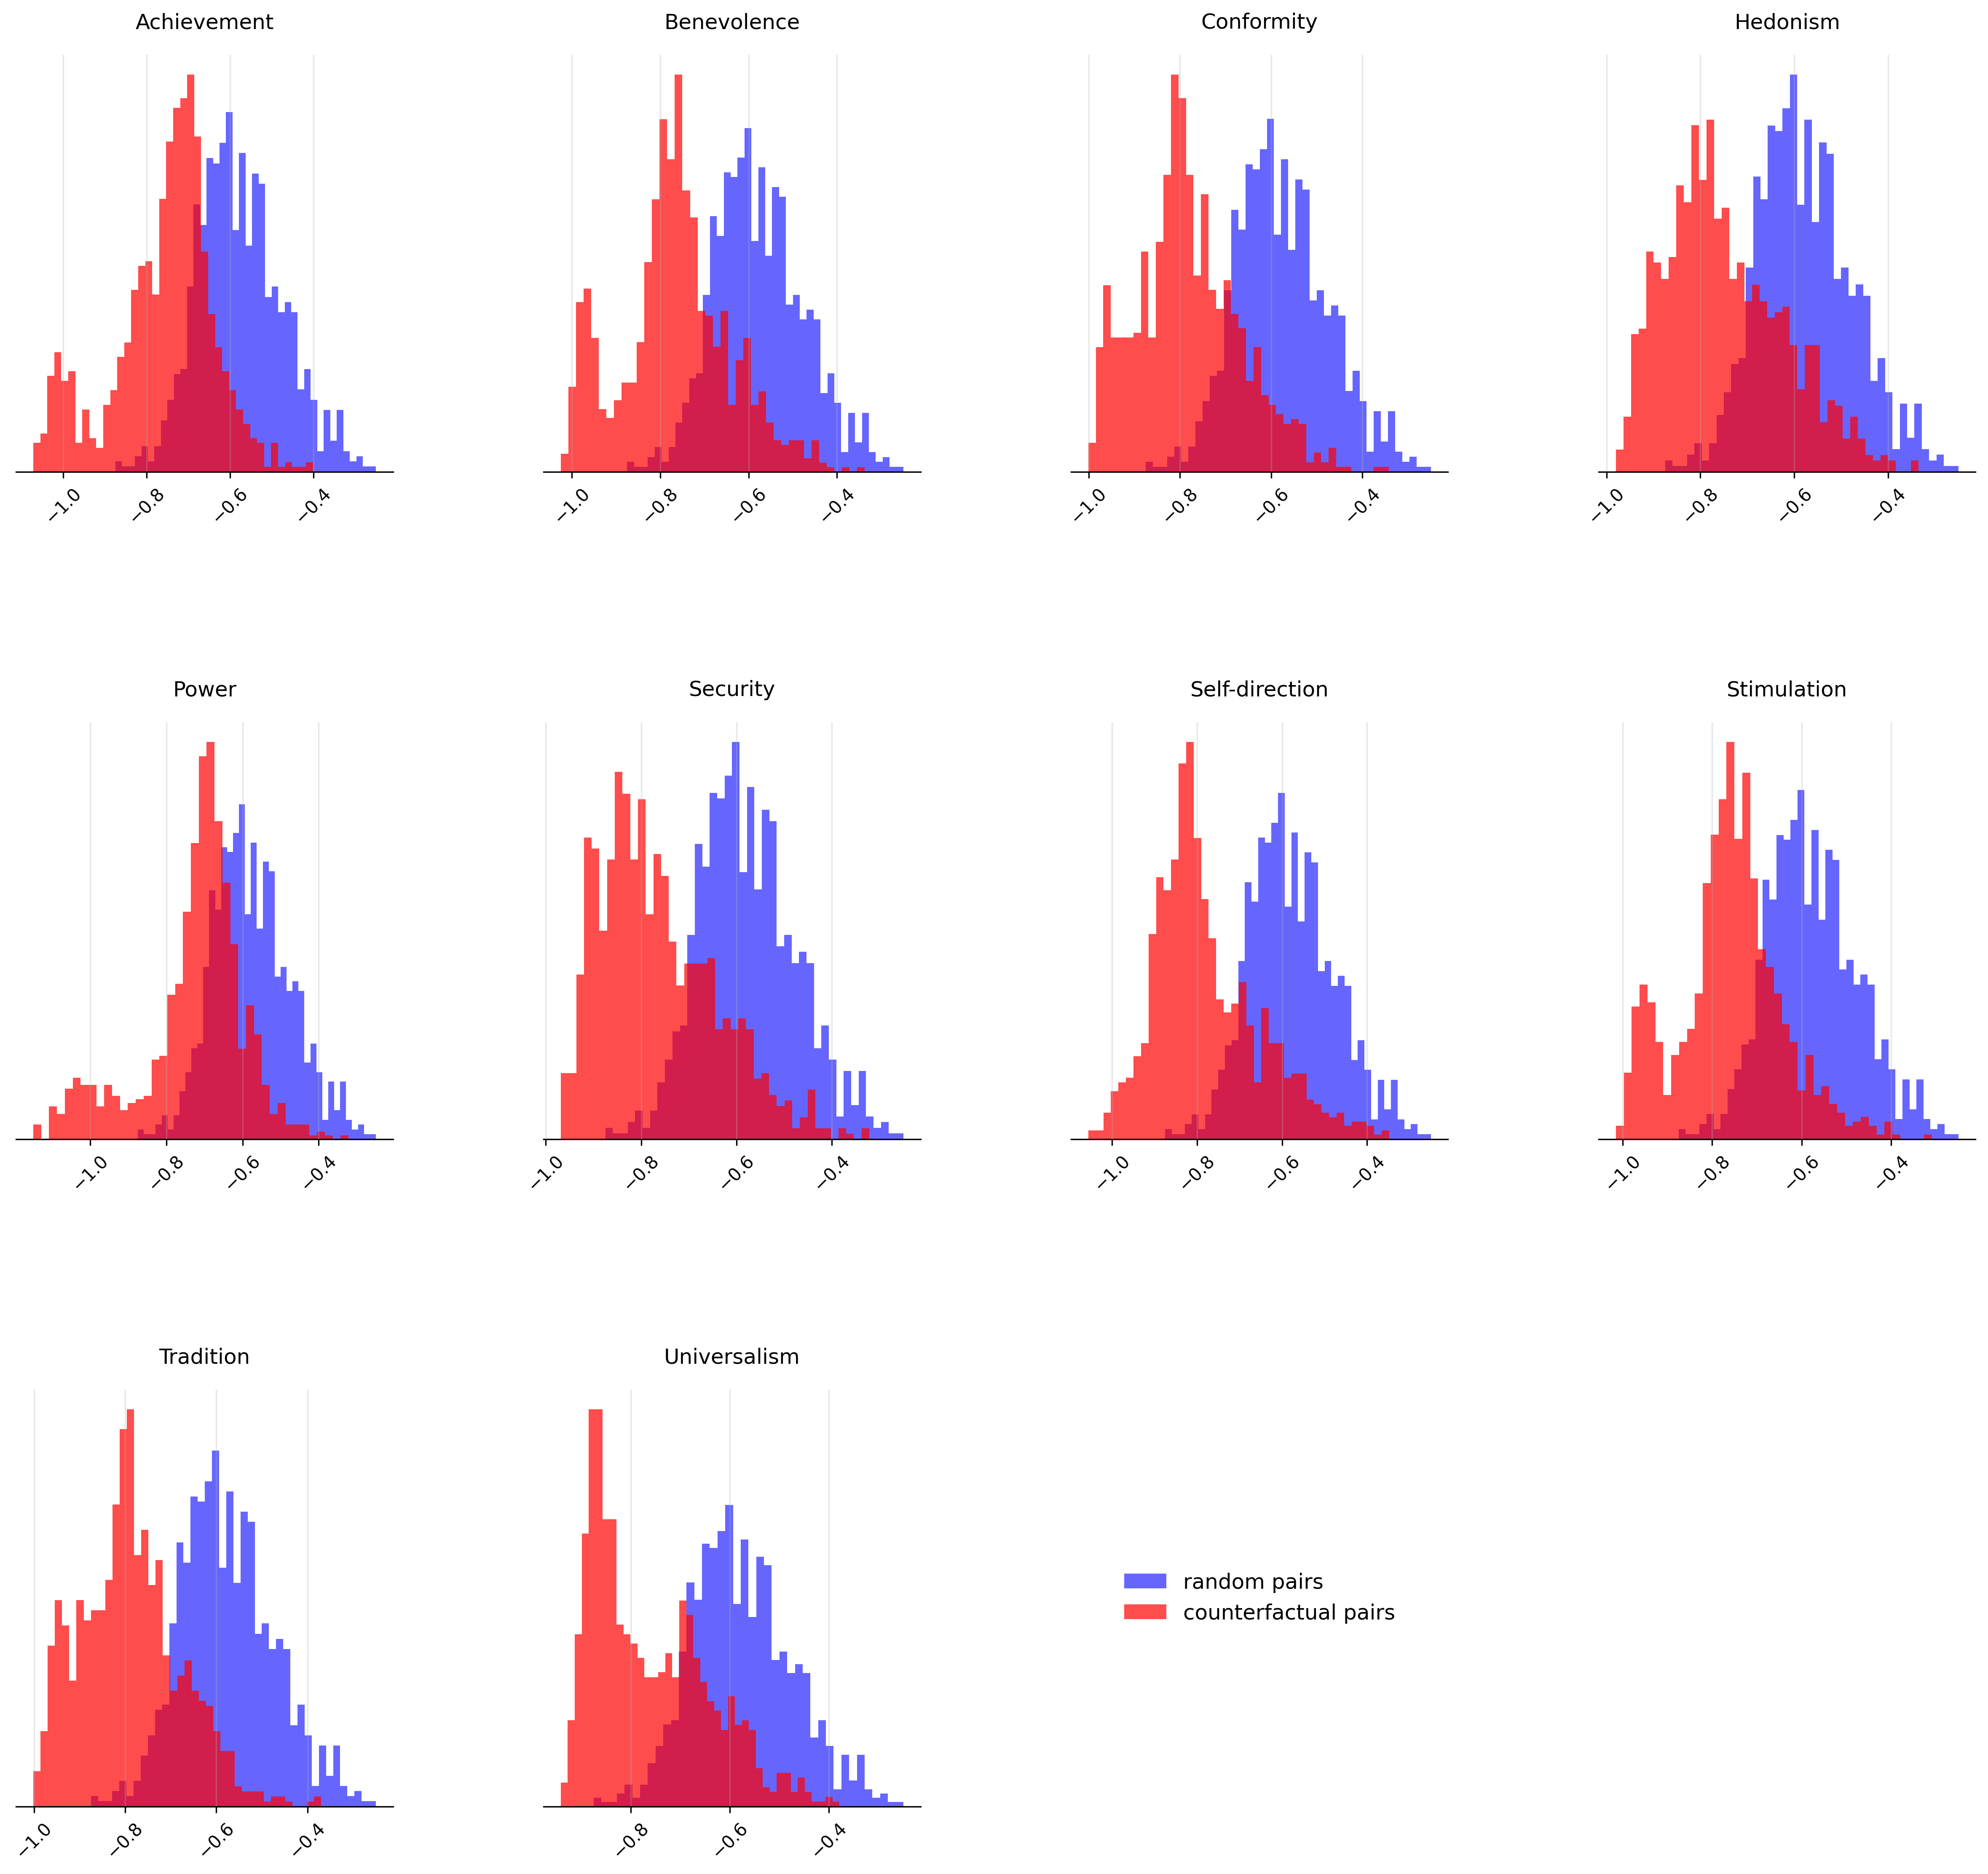 Achievement
Benevolence
Conformity
Hedonism
−1.0 −0.8 −0.6 −0.4
−1.0 −0.8 −0.6 −0.4
−1.0 −0.8 −0.6 −0.4
−1.0 −0.8 −0.6 −0.4
Power
Security
Self-direction
Stimulation
−1.0 −0.8 −0.6 −0.4
−1.0 −0.8 −0.6 −0.4
−1.0 −0.8 −0.6 −0.4
−1.0 −0.8 −0.6 −0.4
Tradition
Universalism
random pairs
counterfactual pairs
−1.0 −0.8 −0.6 −0.4
−0.8 −0.6 −0.4